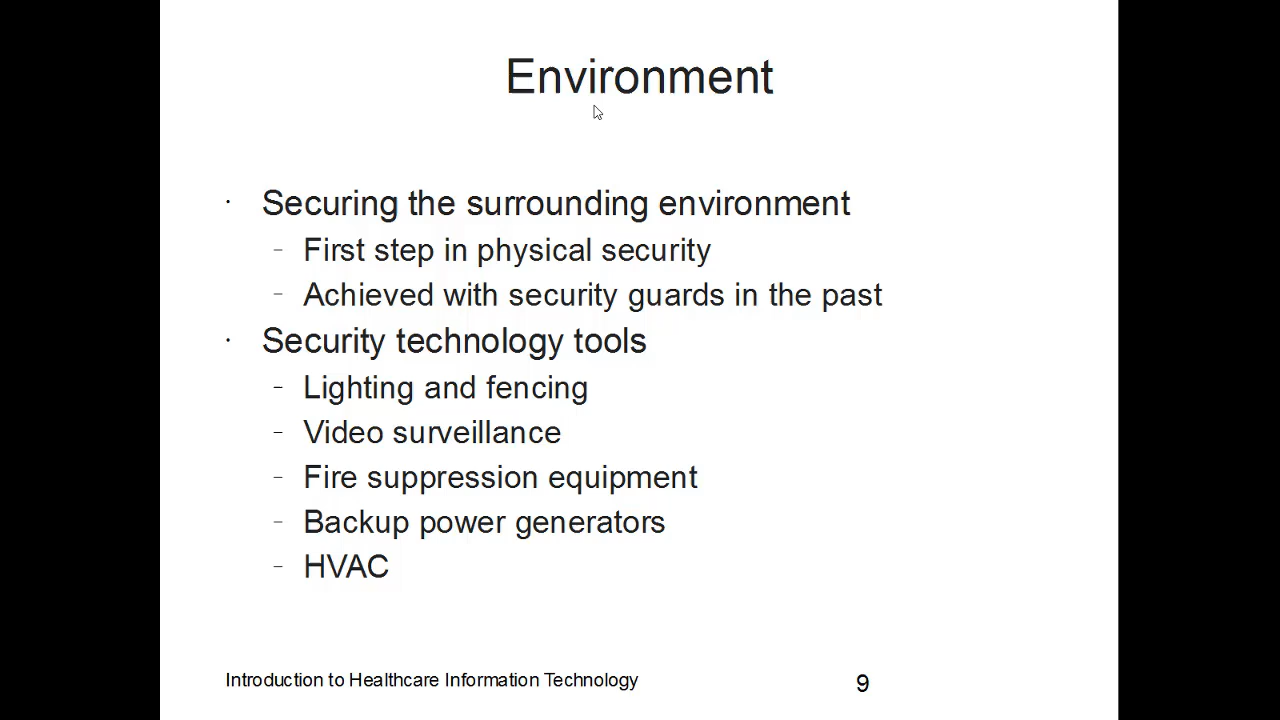 Environment
· Securing the surrounding environment
– First step in physical security
– Achieved with security guards in the past
· Security technology tools
– Lighting and fencing
– Video surveillance
– Fire suppression equipment
– Backup power generators
– HVAC
Introduction to Healthcare Information Technology
9